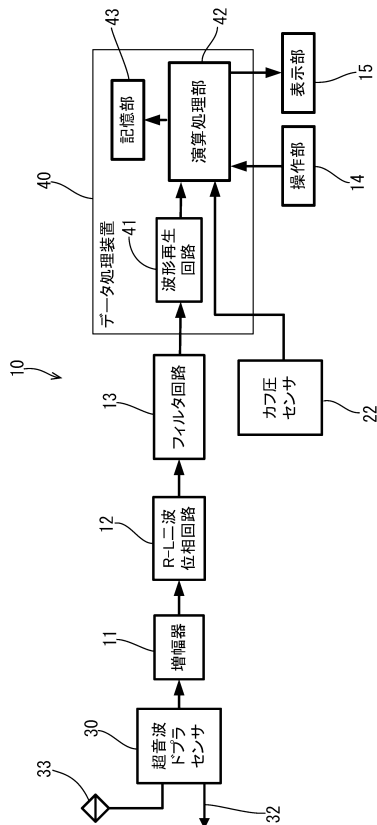 10
40
データ処理装置
43
記憶部
42
演算処理部
41
波形再生
回路
13
フィルタ回路
12
R-L二波
位相回路
11
増幅器
30
超音波
ドプラ
センサ
33
32
カフ圧
センサ
22
操作部
14
表示部
15